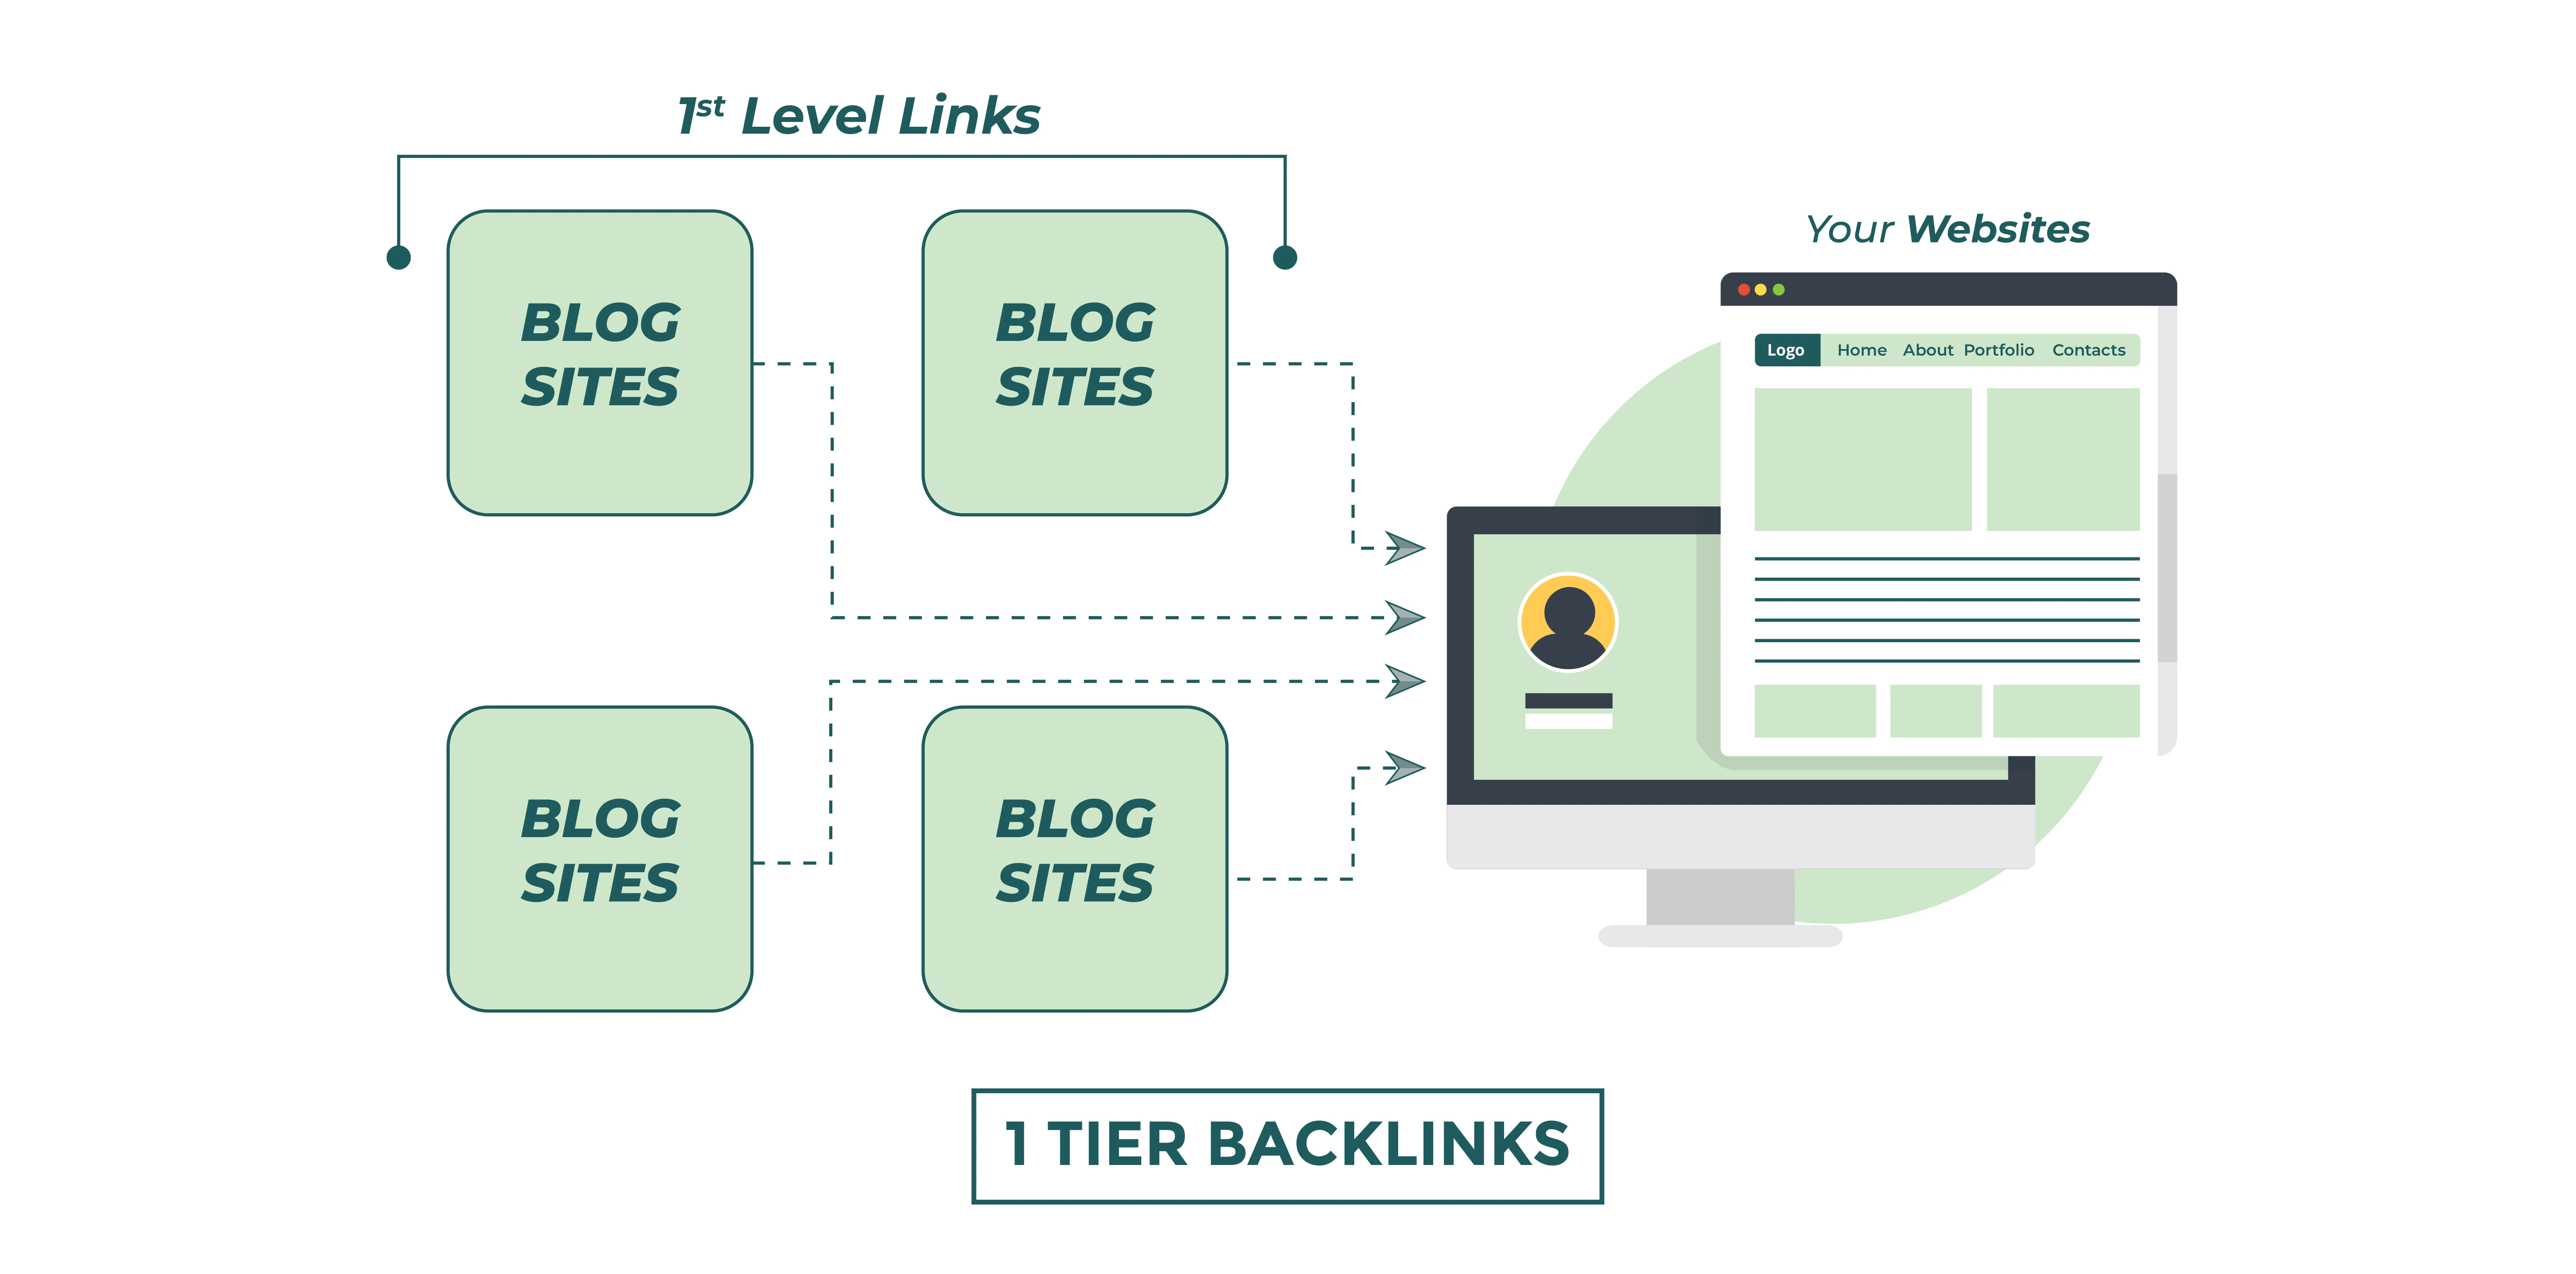 1st Level Links
BLOG
SITES
BLOG
SITES
Your Websites
Logo Home About Portfolio Contacts
BLOG
SITES
BLOG
SITES
1 TIER BACKLINKS